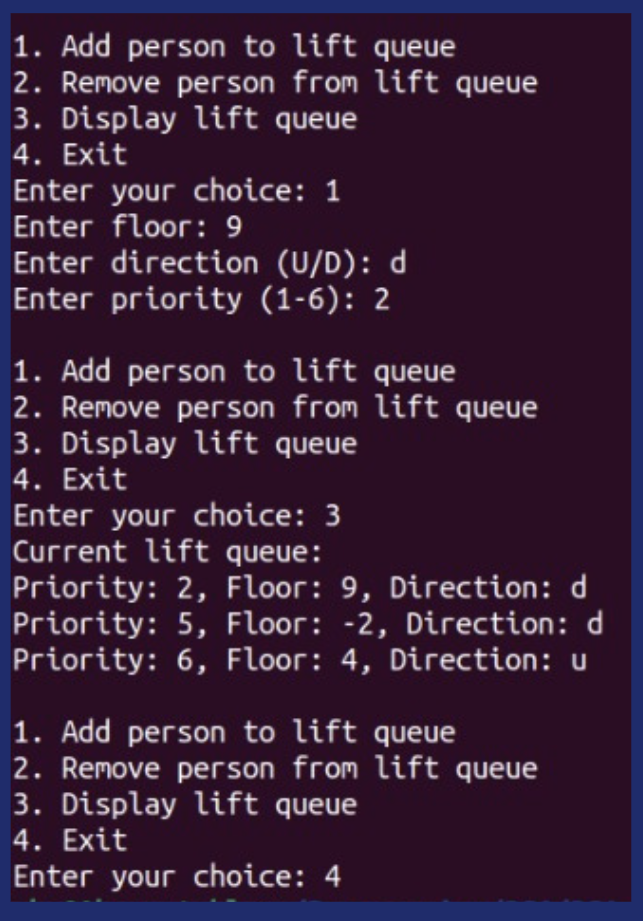 1. Add person to lift queue
2. Remove person from lift queue
3. Display lift queue
4. Exit
Enter your choice: 1
Enter floor: 9
Enter direction (U/D): d
Enter priority (1-6): 2
1. Add person to lift queue
2. Remove person from lift queue
3. Display lift queue
4. Exit
Enter your choice: 3
Current lift queue:
Priority: 2, Floor: 9, Direction: d
Priority: 5, Floor: -2, Direction: d
Priority: 6, Floor: 4, Direction: u
1. Add person to lift queue
2. Remove person from lift queue
3. Display lift queue
4. Exit
Enter your choice: 4